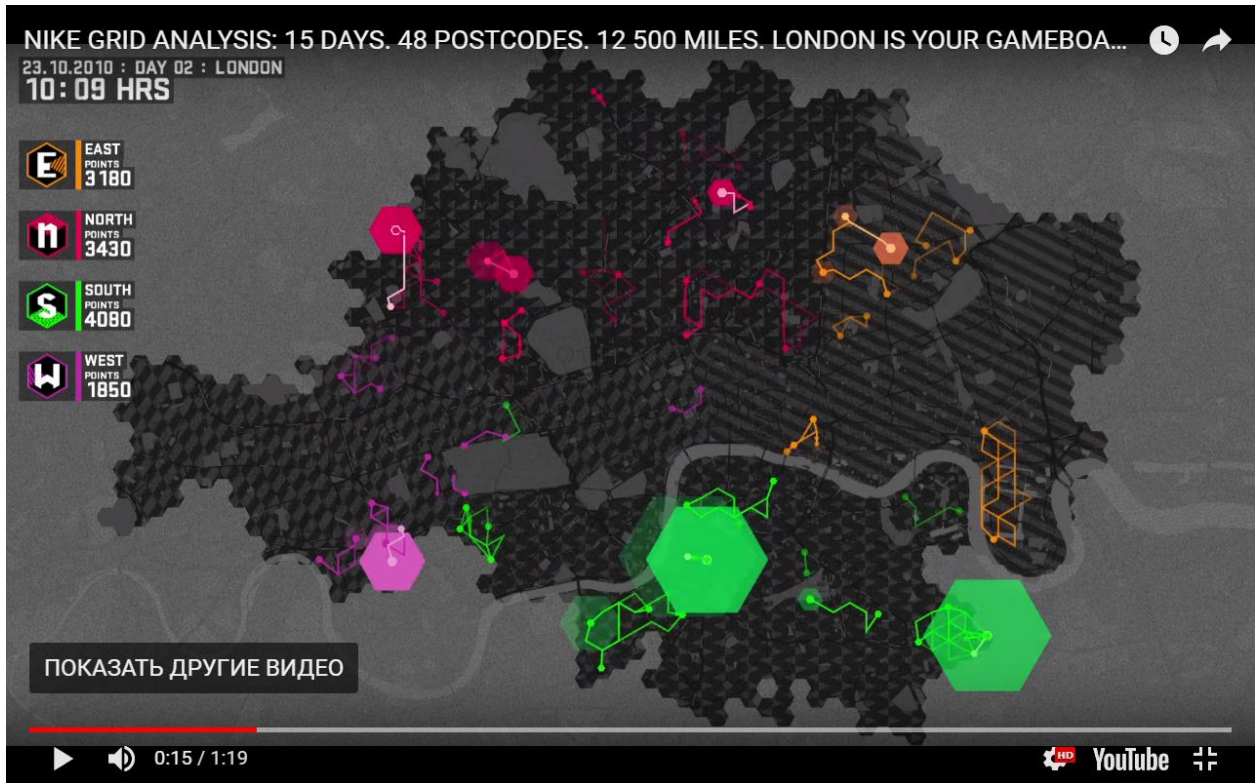 NIKE GRID ANALYSIS: 15 DAYS. 48 POSTCODES. 12 500 MILES. LONDON IS YOUR GAMEBOA...
23.10.2010 : DAY 02 : LONDON
10:09 HRS
E
EAST
POINTS
3180
n
NORTH
POINTS
3430
S
SOUTH
POINTS
4080
W
WEST
POINTS
1850
ПОКАЗАТЬ ДРУГИЕ ВИДЕО
0:15 / 1:19
HD
YouTube